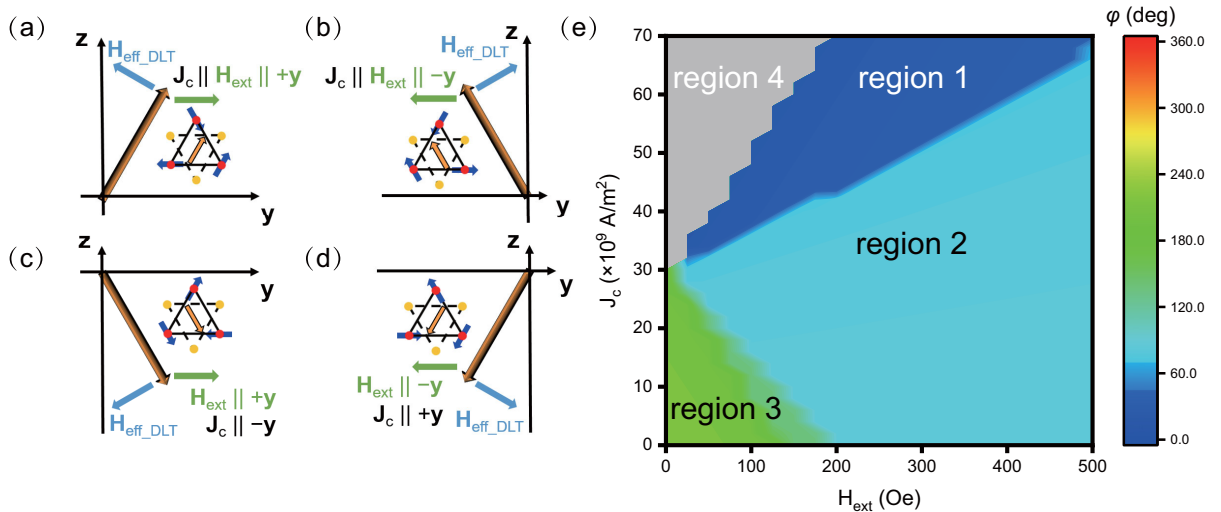 (a)
z
H_eff_DLT
J_c || H_ext || +y
y
(b)
z
H_eff_DLT
J_c || H_ext || −y
y
(c)
z
y
H_ext || +y
H_eff_DLT
J_c || −y
(d)
z
y
H_ext || −y
J_c || +y
H_eff_DLT
(e)
φ (deg)
J_c (×10^9 A/m^2)
70
60
50
40
30
20
10
0
region 4
region 1
region 2
region 3
0
100
200
300
400
500
H_ext (Oe)
360.0
300.0
240.0
180.0
120.0
60.0
0.0